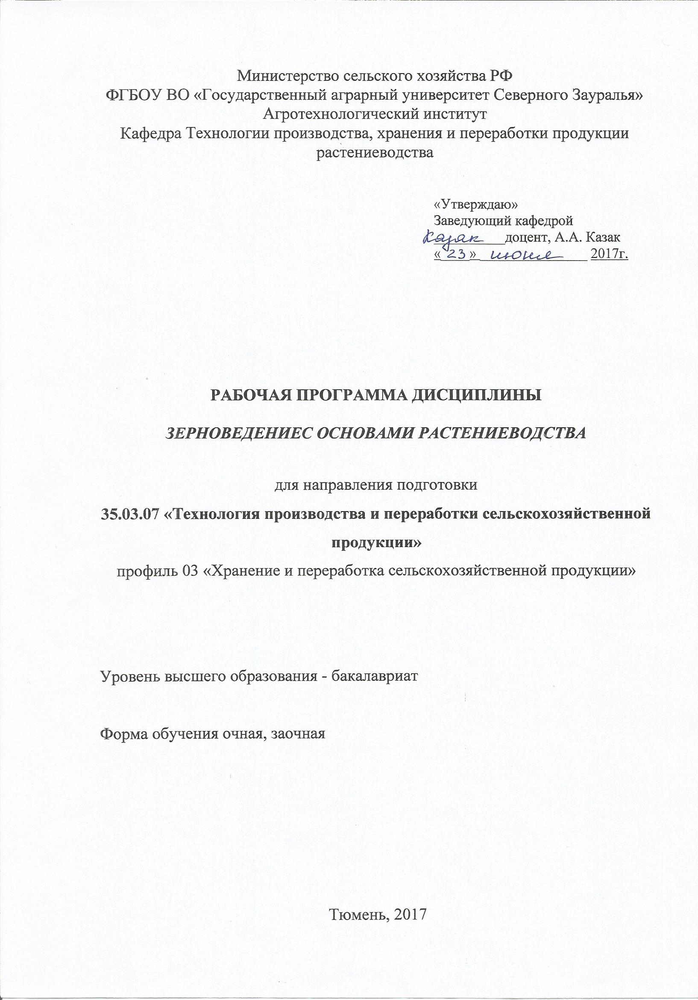 Министерство сельского хозяйства РФ
ФГБОУ ВО «Государственный аграрный университет Северного Зауралья»
Агротехнологический институт
Кафедра Технологии производства, хранения и переработки продукции
растениеводства
«Утверждаю»
Заведующий кафедрой
Казак доцент, А.А. Казак
«23» июня 2017г.
РАБОЧАЯ ПРОГРАММА ДИСЦИПЛИНЫ
ЗЕРНОВЕДЕНИЕС ОСНОВАМИ РАСТЕНИЕВОДСТВА
для направления подготовки
35.03.07 «Технология производства и переработки сельскохозяйственной
продукции»
профиль 03 «Хранение и переработка сельскохозяйственной продукции»
Уровень высшего образования - бакалавриат
Форма обучения очная, заочная
Тюмень, 2017